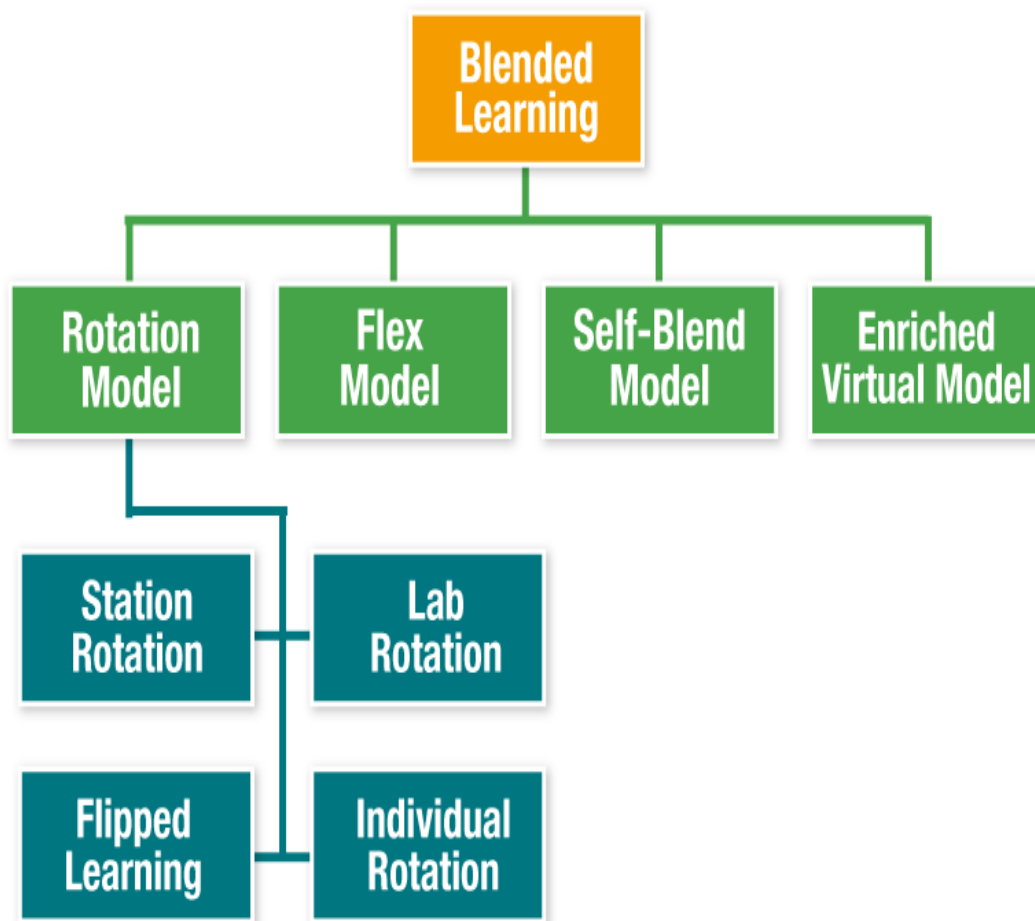 Blended
Learning
Rotation
Model
Flex
Model
Self-Blend
Model
Enriched
Virtual Model
Station
Rotation
Lab
Rotation
Flipped
Learning
Individual
Rotation